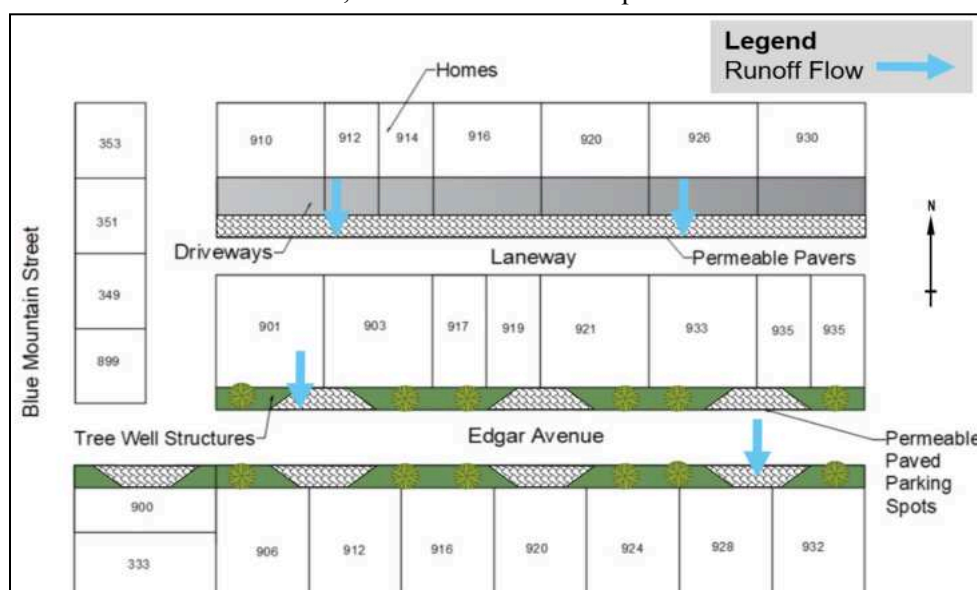 Legend
Runoff Flow
Homes
353
910
912
914
916
920
926
930
351
N
Driveways
Laneway
Permeable Pavers
Blue Mountain Street
349
901
903
917
919
921
933
935
935
899
Tree Well Structures
Edgar Avenue
Permeable
Paved
Parking
Spots
900
906
912
916
920
924
928
932
333